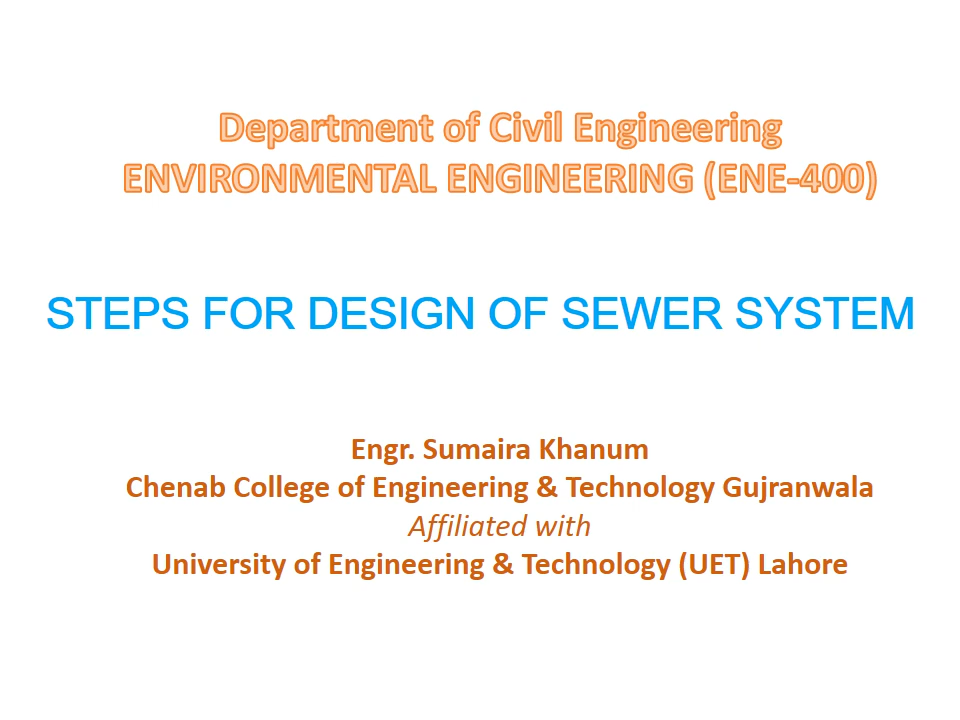 Department of Civil Engineering
ENVIRONMENTAL ENGINEERING (ENE-400)
STEPS FOR DESIGN OF SEWER SYSTEM
Engr. Sumaira Khanum
Chenab College of Engineering & Technology Gujranwala
Affiliated with
University of Engineering & Technology (UET) Lahore